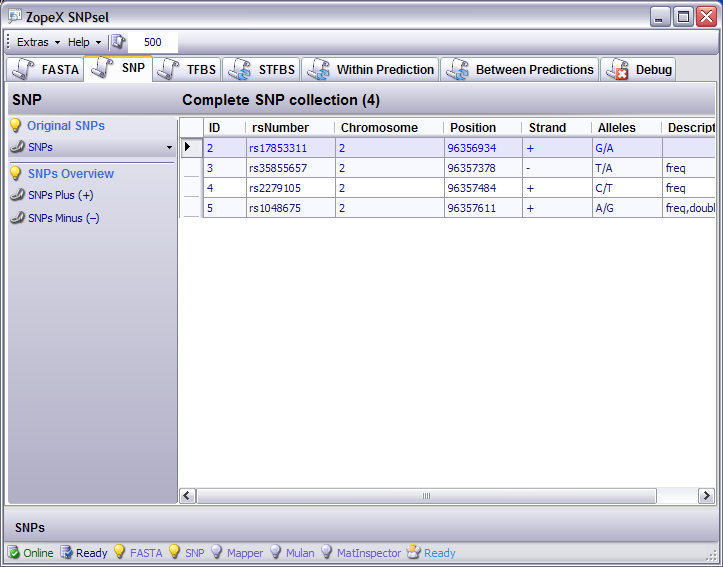 ZopeX SNPsel
Extras Help 500
FASTA SNP TFBS STFBS Within Prediction Between Predictions Debug
SNP Complete SNP collection (4)
Original SNPs
SNPs
SNPs Overview
SNPs Plus (+)
SNPs Minus (–)
ID rsNumber Chromosome Position Strand Alleles Descript
2 rs17853311 2 96356934 + G/A
3 rs35855657 2 96357378 - T/A freq
4 rs2279105 2 96357484 + C/T freq
5 rs1048675 2 96357611 + A/G freq,doubl
SNPs
Online Ready FASTA SNP Mapper Mulan MatInspector Ready